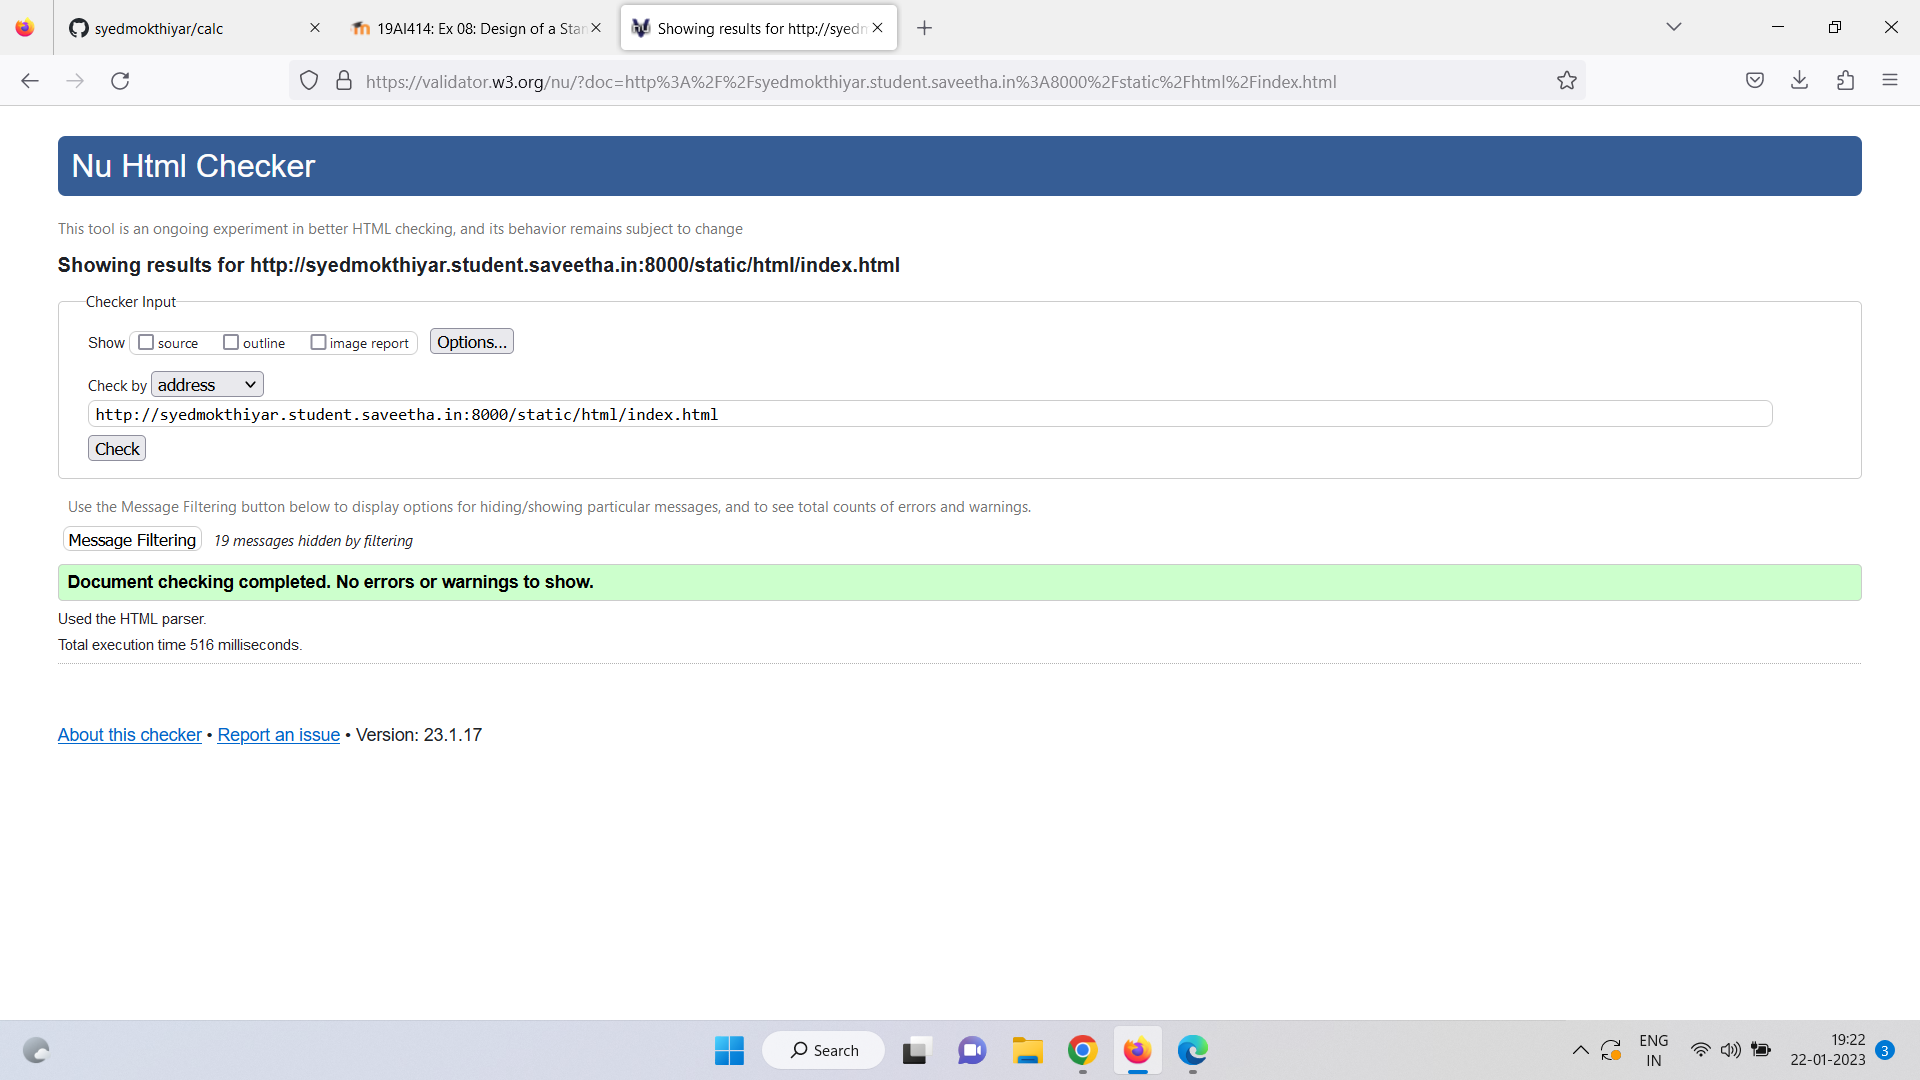 syedmokthiyar/calc
19AI414: Ex 08: Design of a Stan
Showing results for http://syedm
https://validator.w3.org/nu/?doc=http%3A%2F%2Fsyedmokthiyar.student.saveetha.in%3A8000%2Fstatic%2Fhtml%2Findex.html
Nu Html Checker
This tool is an ongoing experiment in better HTML checking, and its behavior remains subject to change
Showing results for http://syedmokthiyar.student.saveetha.in:8000/static/html/index.html
Checker Input
Show source outline image report Options...
Check by address
http://syedmokthiyar.student.saveetha.in:8000/static/html/index.html
Check
Use the Message Filtering button below to display options for hiding/showing particular messages, and to see total counts of errors and warnings.
Message Filtering 19 messages hidden by filtering
Document checking completed. No errors or warnings to show.
Used the HTML parser.
Total execution time 516 milliseconds.
About this checker • Report an issue • Version: 23.1.17
Search
ENG
IN
19:22
22-01-2023
3